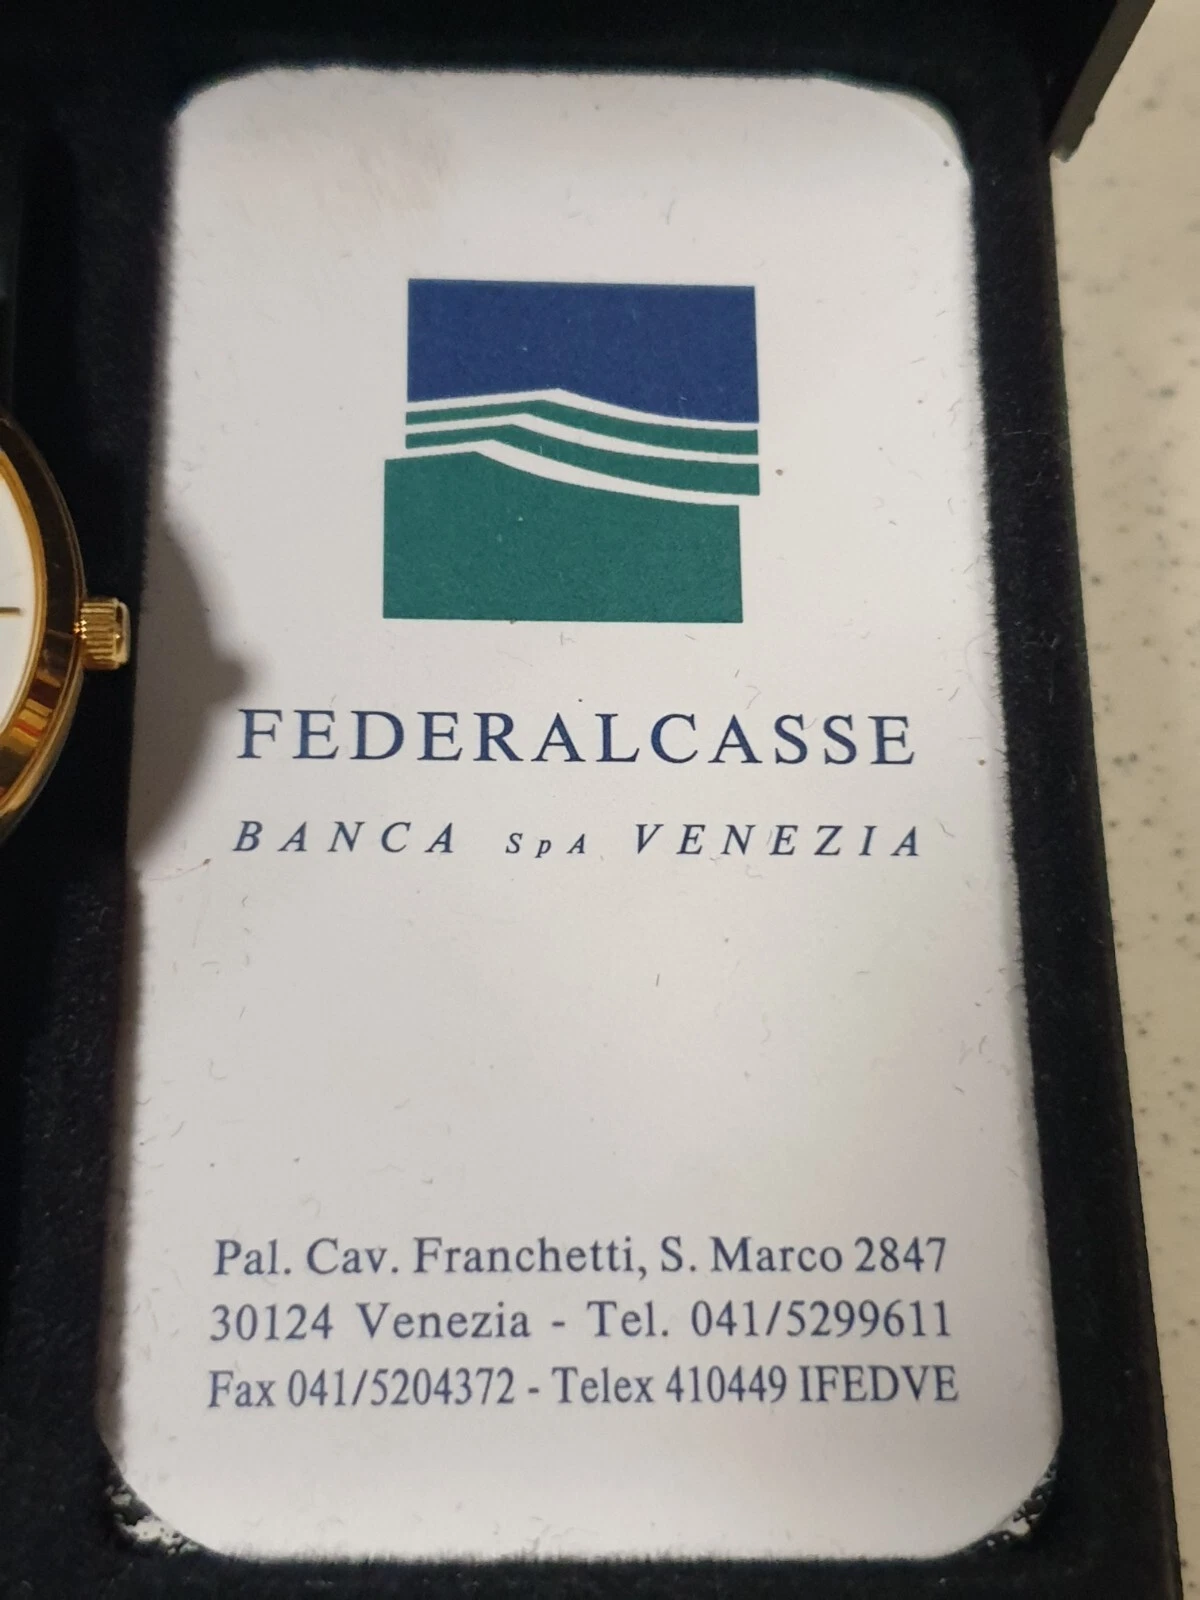 FEDERALCASSE
BANCA SpA VENEZIA
Pal. Cav. Franchetti, S. Marco 2847
30124 Venezia - Tel. 041/5299611
Fax 041/5204372 - Telex 410449 IFEDVE